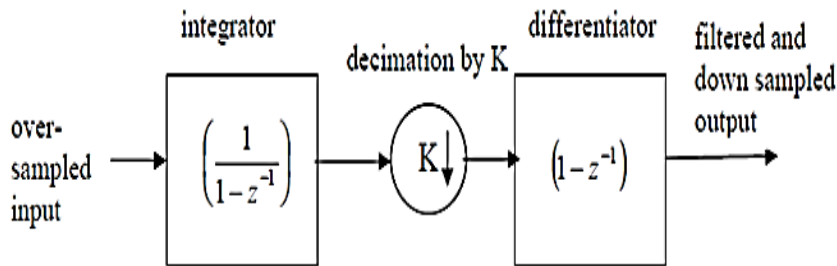 integrator
decimation by K
differentiator
filtered and
down sampled
output
over-
sampled
input
(1/(1-z⁻¹))
K↓
(1-z⁻¹)